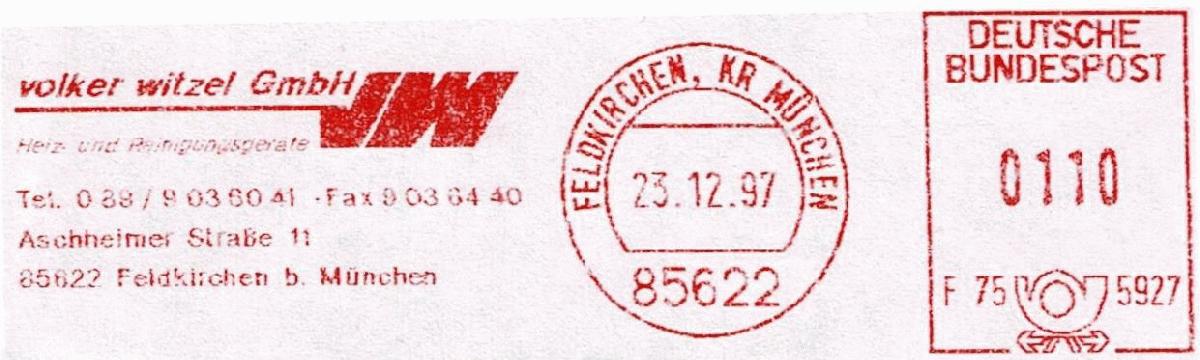 volker witzel GmbH
Heiz- und Reinigungsgeräte
Tel. 0 89 / 9 03 60 41 · Fax 9 03 64 40
Aschheimer Straße 11
85622 Feldkirchen b. München
FELDKIRCHEN, KR MÜNCHEN
23.12.97
85622
DEUTSCHE
BUNDESPOST
0110
F 75 5927